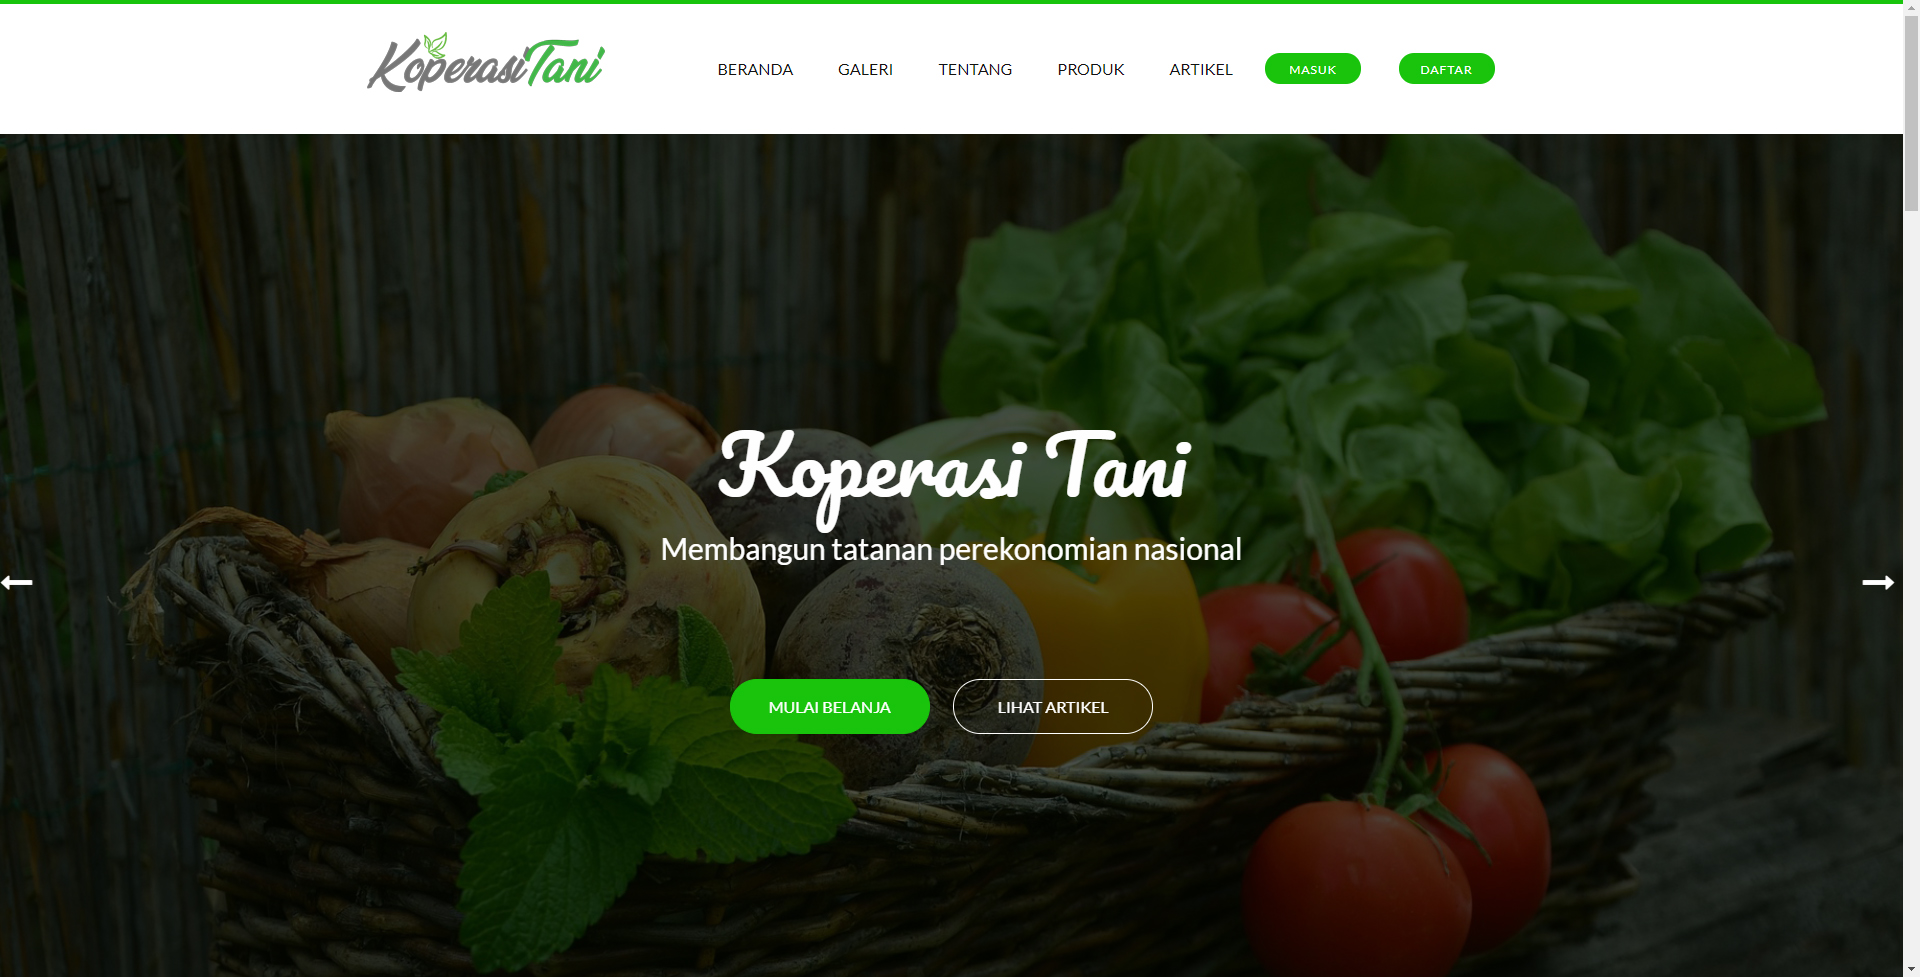 KoperasiTani
BERANDA GALERI TENTANG PRODUK ARTIKEL MASUK DAFTAR
Koperasi Tani
Membangun tatanan perekonomian nasional
MULAI BELANJA LIHAT ARTIKEL